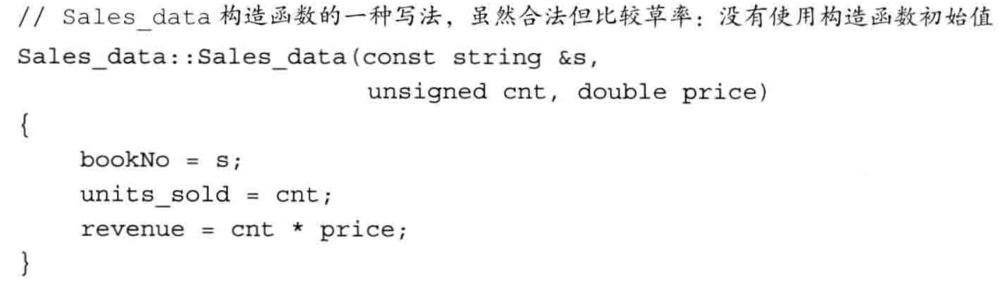 // Sales_data 构造函数的一种写法，虽然合法但比较草率：没有使用构造函数初始值
Sales_data::Sales_data(const string &s,
unsigned cnt, double price)
{
bookNo = s;
units_sold = cnt;
revenue = cnt * price;
}